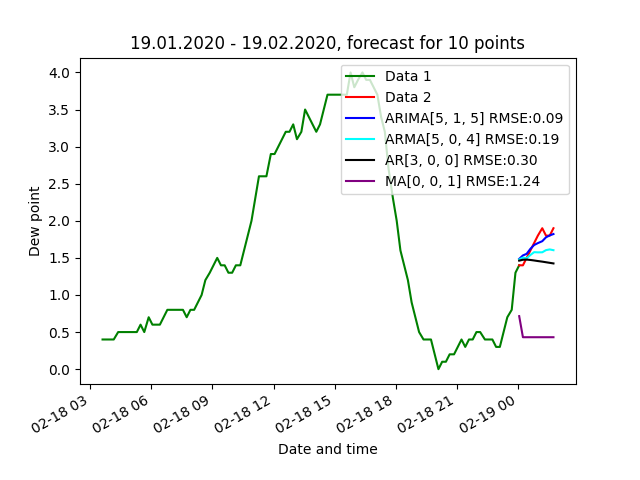 19.01.2020 - 19.02.2020, forecast for 10 points
Data 1
Data 2
ARIMA[5, 1, 5] RMSE:0.09
ARMA[5, 0, 4] RMSE:0.19
AR[3, 0, 0] RMSE:0.30
MA[0, 0, 1] RMSE:1.24
Dew point
4.0
3.5
3.0
2.5
2.0
1.5
1.0
0.5
0.0
02-18 03
02-18 06
02-18 09
02-18 12
02-18 15
02-18 18
02-18 21
02-19 00
Date and time